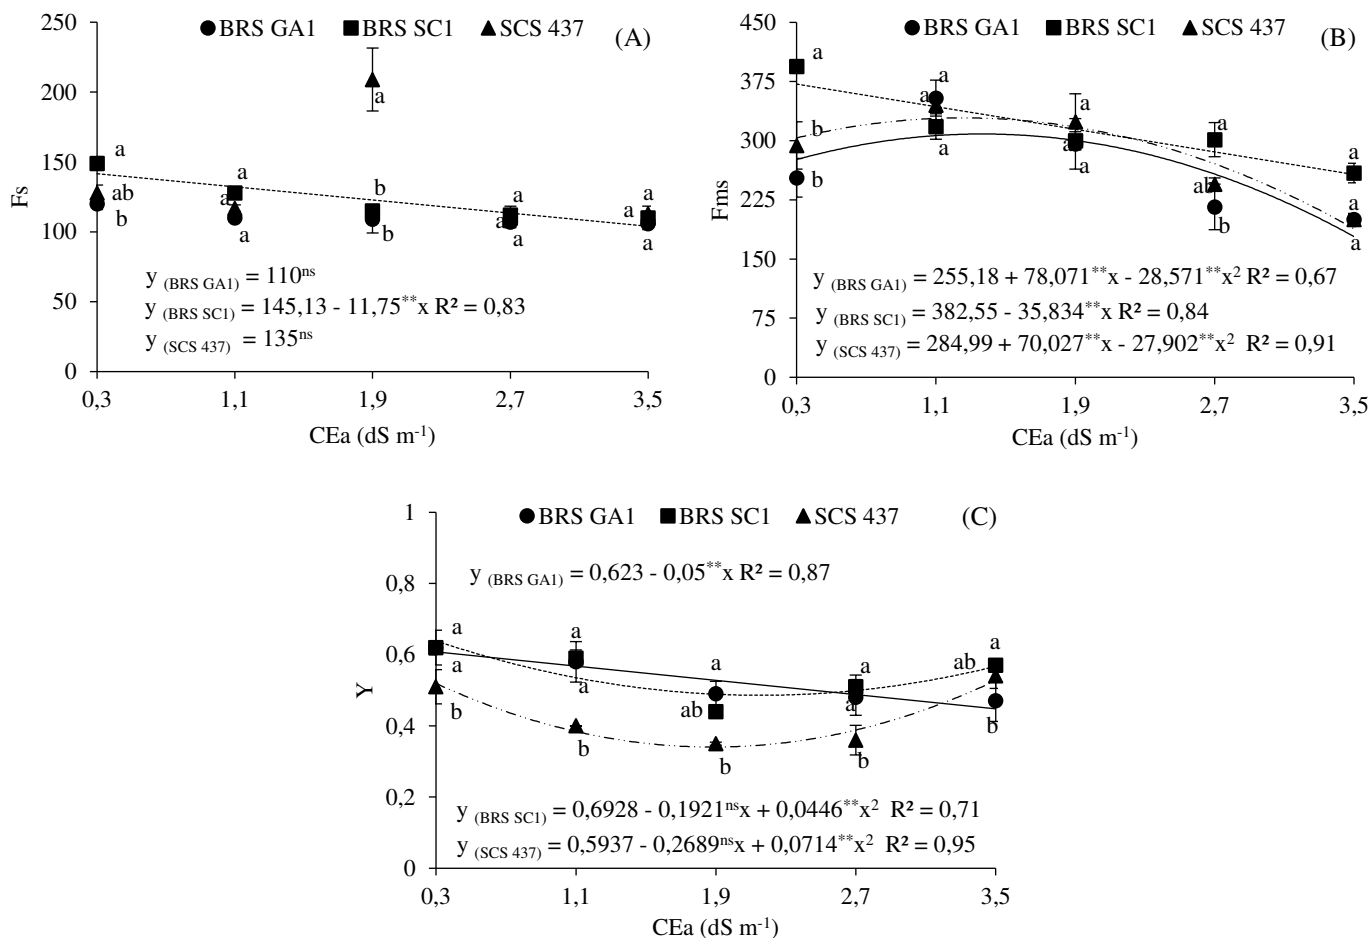 BRS GA1 BRS SC1 SCS 437 (A)
250
200
150
100
50
0
Fs
a
a
ab
b
a
a
a
a
b
b
a
a
a
a
a
a
y (BRS GA1) = 110ns
y (BRS SC1) = 145,13 - 11,75**x R² = 0,83
y (SCS 437) = 135ns
0,3 1,1 1,9 2,7 3,5
CEa (dS m-1)
BRS GA1 BRS SC1 SCS 437 (B)
450
375
300
225
150
75
0
Fms
a
b
b
a
a
a
a
a
a
a
ab
b
a
a
a
y (BRS GA1) = 255,18 + 78,071**x - 28,571**x² R² = 0,67
y (BRS SC1) = 382,55 - 35,834**x R² = 0,84
y (SCS 437) = 284,99 + 70,027**x - 27,902**x² R² = 0,91
0,3 1,1 1,9 2,7 3,5
CEa (dS m-1)
BRS GA1 BRS SC1 SCS 437 (C)
1
0,8
0,6
0,4
0,2
0
Y
y (BRS GA1) = 0,623 - 0,05**x R² = 0,87
a
a
b
a
a
b
a
ab
b
a
a
b
a
ab
b
y (BRS SC1) = 0,6928 - 0,1921nsx + 0,0446**x² R² = 0,71
y (SCS 437) = 0,5937 - 0,2689nsx + 0,0714**x² R² = 0,95
0,3 1,1 1,9 2,7 3,5
CEa (dS m-1)